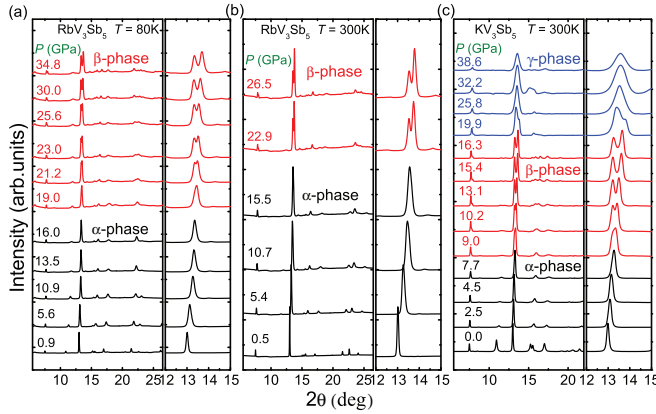 (a) RbV3Sb5 T = 80K
P (GPa)
β-phase
34.8
30.0
25.6
23.0
21.2
19.0
16.0 α-phase
13.5
10.9
5.6
0.9
5 10 15 20 25 12 13 14 15
(b) RbV3Sb5 T = 300K
P (GPa)
β-phase
26.5
22.9
α-phase
15.5
10.7
5.4
0.5
5 10 15 20 25 12 13 14 15
(c) KV3Sb5 T = 300K
P (GPa)
38.6 γ-phase
32.2
25.8
19.9
16.3
15.4 β-phase
13.1
10.2
9.0
7.7 α-phase
4.5
2.5
0.0
10 15 20 12 13 14 15
Intensity (arb.units)
2θ (deg)